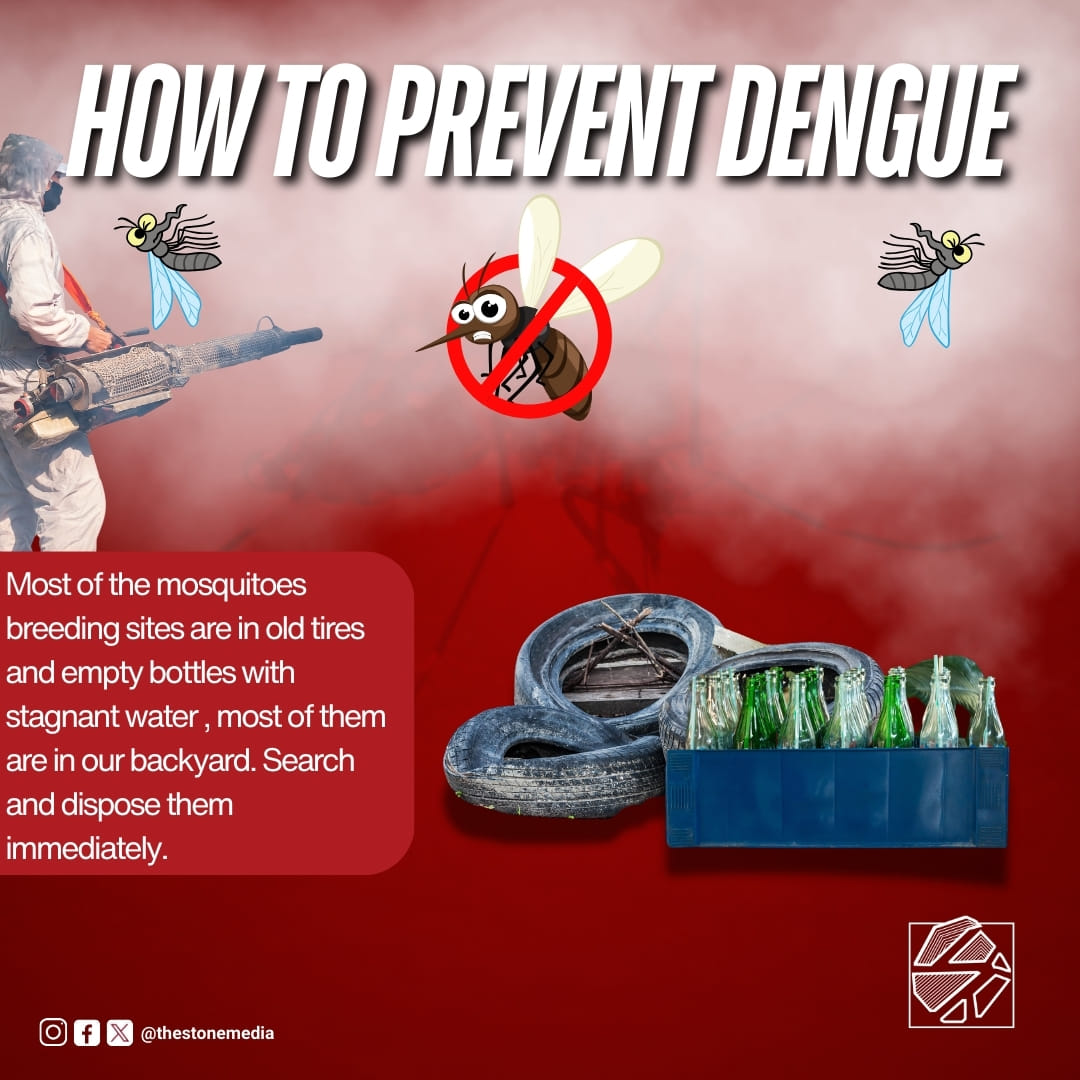 HOW TO PREVENT DENGUE
Most of the mosquitoes
breeding sites are in old tires
and empty bottles with
stagnant water , most of them
are in our backyard. Search
and dispose them
immediately.
@thestonemedia